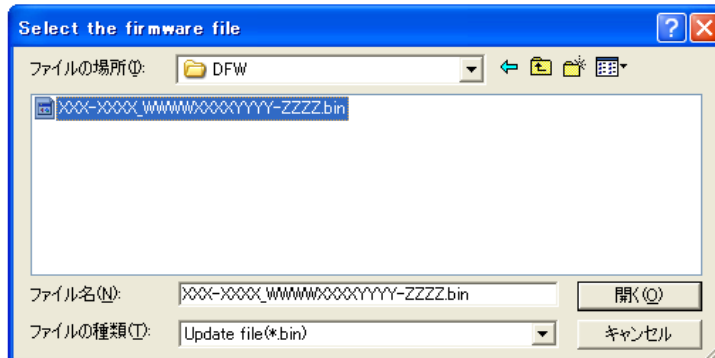 Select the firmware file
ファイルの場所(I):
DFW
XXX-XXXX_WWWWXXXXYYYY-ZZZZ.bin
ファイル名(N):
XXX-XXXX_WWWWXXXXYYYY-ZZZZ.bin
開く(O)
ファイルの種類(T):
Update file(*.bin)
キャンセル